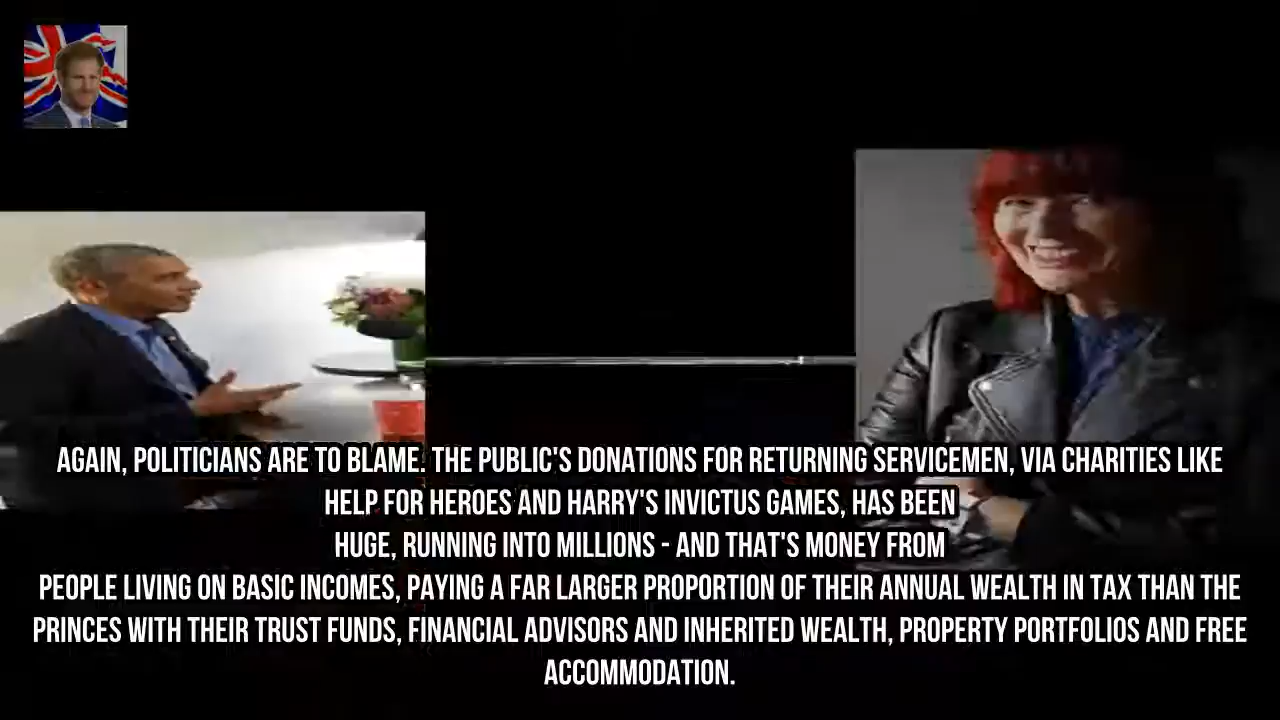 AGAIN, POLITICIANS ARE TO BLAME. THE PUBLIC'S DONATIONS FOR RETURNING SERVICEMEN, VIA CHARITIES LIKE
HELP FOR HEROES AND HARRY'S INVICTUS GAMES, HAS BEEN
HUGE, RUNNING INTO MILLIONS - AND THAT'S MONEY FROM
PEOPLE LIVING ON BASIC INCOMES, PAYING A FAR LARGER PROPORTION OF THEIR ANNUAL WEALTH IN TAX THAN THE
PRINCES WITH THEIR TRUST FUNDS, FINANCIAL ADVISORS AND INHERITED WEALTH, PROPERTY PORTFOLIOS AND FREE
ACCOMMODATION.